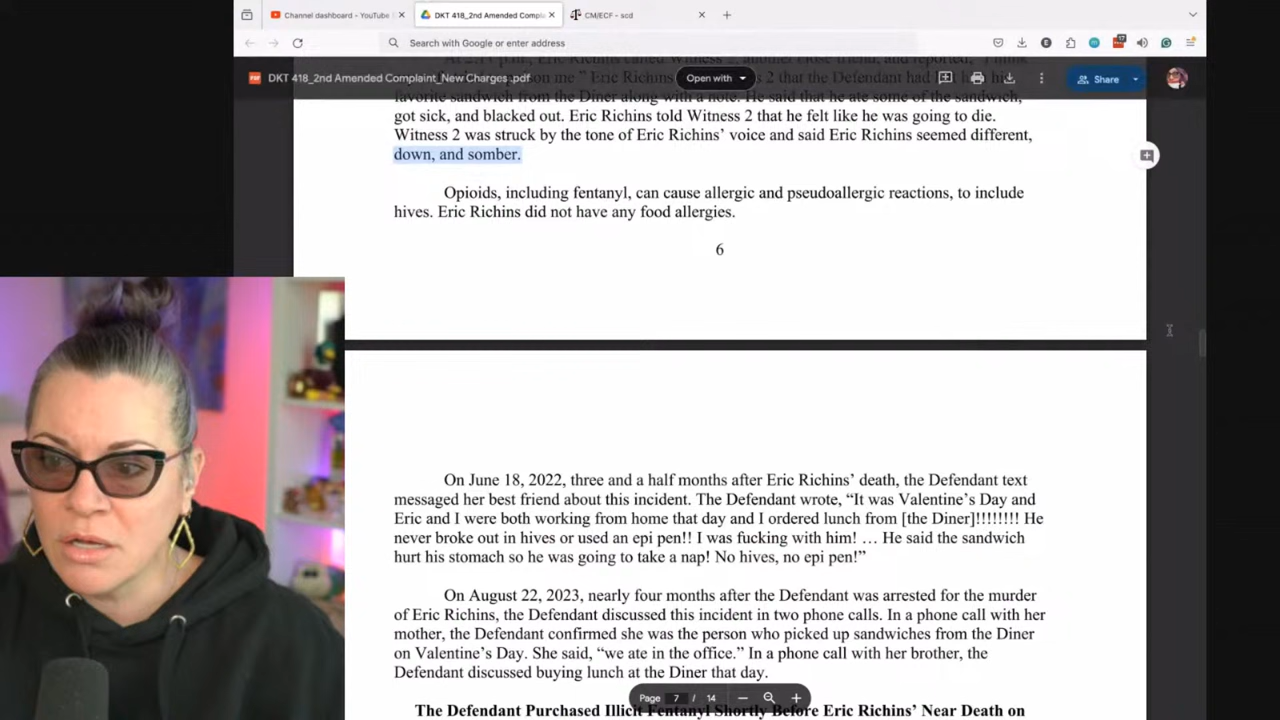 Channel dashboard - YouTube
DKT 418_2nd Amended Compla
CM/ECF - scd
Search with Google or enter address
DKT 418_2nd Amended Complaint_New Charges_.pdf
Open with
Share
son me ” Eric Richins 2 that the Defendant had
favorite sandwich from the Diner along with a note. He said that he ate some of the sandwich,
got sick, and blacked out. Eric Richins told Witness 2 that he felt like he was going to die.
Witness 2 was struck by the tone of Eric Richins’ voice and said Eric Richins seemed different,
down, and somber.
Opioids, including fentanyl, can cause allergic and pseudoallergic reactions, to include
hives. Eric Richins did not have any food allergies.
6
On June 18, 2022, three and a half months after Eric Richins’ death, the Defendant text
messaged her best friend about this incident. The Defendant wrote, “It was Valentine’s Day and
Eric and I were both working from home that day and I ordered lunch from [the Diner]!!!!!!!! He
never broke out in hives or used an epi pen!! I was fucking with him! … He said the sandwich
hurt his stomach so he was going to take a nap! No hives, no epi pen!”
On August 22, 2023, nearly four months after the Defendant was arrested for the murder
of Eric Richins, the Defendant discussed this incident in two phone calls. In a phone call with her
mother, the Defendant confirmed she was the person who picked up sandwiches from the Diner
on Valentine’s Day. She said, “we ate in the office.” In a phone call with her brother, the
Defendant discussed buying lunch at the Diner that day.
Page 7 / 14
The Defendant Purchased Illicit Fentanyl Shortly Before Eric Richins’ Near Death on